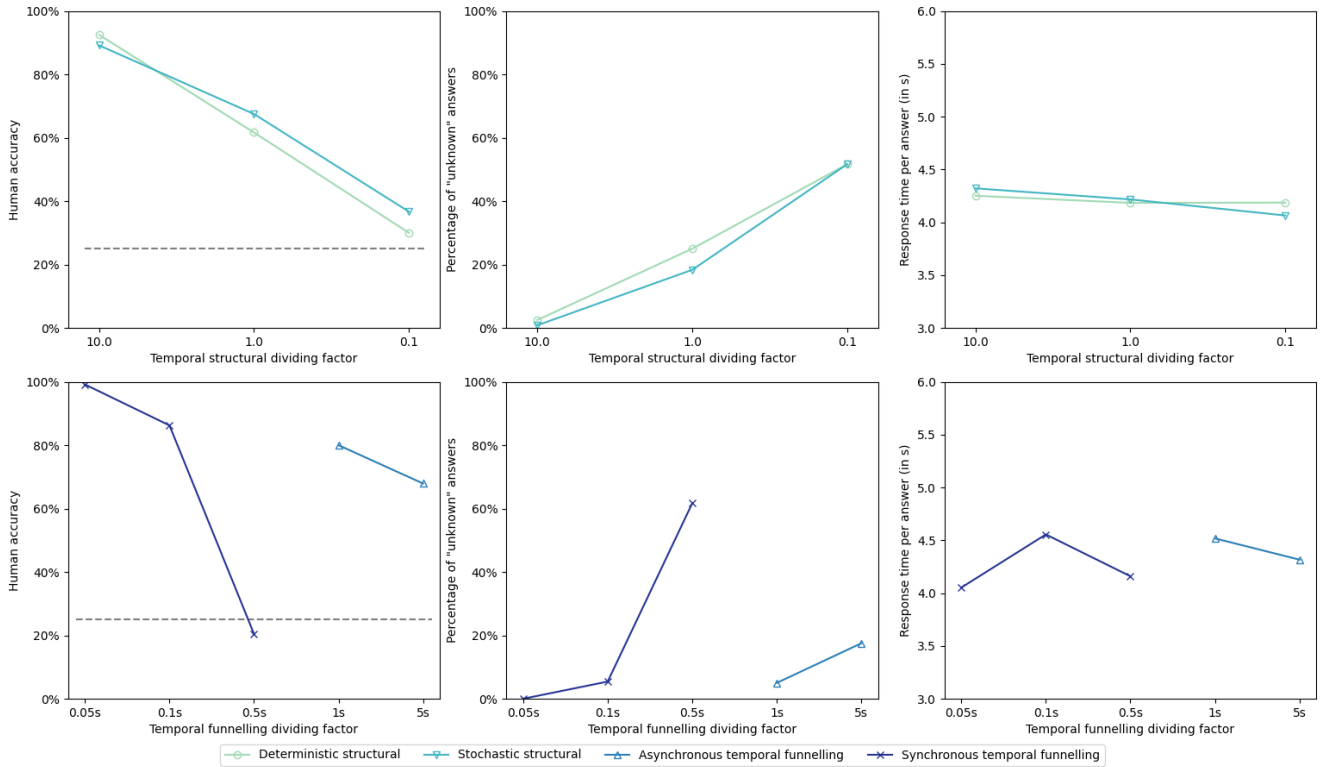 100%
80%
60%
40%
20%
0%
Human accuracy
10.0 1.0 0.1
Temporal structural dividing factor
100%
80%
60%
40%
20%
0%
Percentage of "unknown" answers
10.0 1.0 0.1
Temporal structural dividing factor
6.0
5.5
5.0
4.5
4.0
3.5
3.0
Response time per answer (in s)
10.0 1.0 0.1
Temporal structural dividing factor
100%
80%
60%
40%
20%
0%
Human accuracy
0.05s 0.1s 0.5s 1s 5s
Temporal funnelling dividing factor
100%
80%
60%
40%
20%
0%
Percentage of "unknown" answers
0.05s 0.1s 0.5s 1s 5s
Temporal funnelling dividing factor
6.0
5.5
5.0
4.5
4.0
3.5
3.0
Response time per answer (in s)
0.05s 0.1s 0.5s 1s 5s
Temporal funnelling dividing factor
Deterministic structural Stochastic structural Asynchronous temporal funnelling Synchronous temporal funnelling